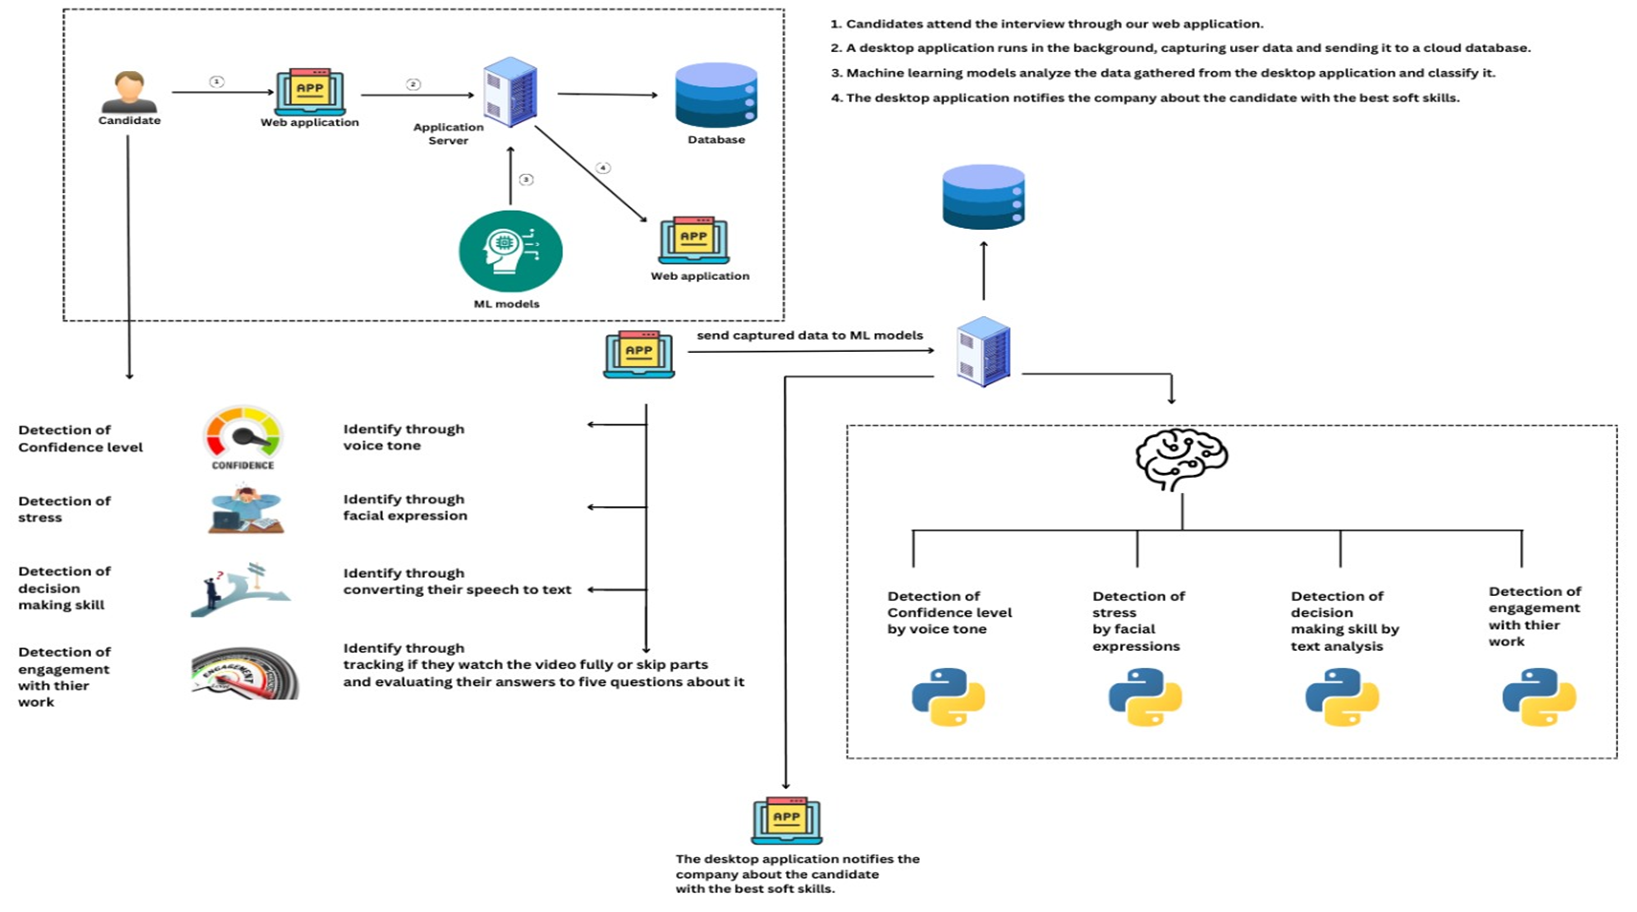 1. Candidates attend the interview through our web application.
2. A desktop application runs in the background, capturing user data and sending it to a cloud database.
3. Machine learning models analyze the data gathered from the desktop application and classify it.
4. The desktop application notifies the company about the candidate with the best soft skills.
1
2
APP
Candidate
Web application
Application
Server
Database
3
4
APP
Web application
ML models
APP
send captured data to ML models
Detection of
Confidence level
CONFIDENCE
Identify through
voice tone
Detection of
stress
Identify through
facial expression
Detection of
decision
making skill
?
Identify through
converting their speech to text
Detection of
engagement
with thier
work
ENGAGEMENT
Identify through
tracking if they watch the video fully or skip parts
and evaluating their answers to five questions about it
Detection of
Confidence level
by voice tone
Detection of
stress
by facial
expressions
Detection of
decision
making skill by
text analysis
Detection of
engagement
with thier
work
APP
The desktop application notifies the
company about the candidate
with the best soft skills.